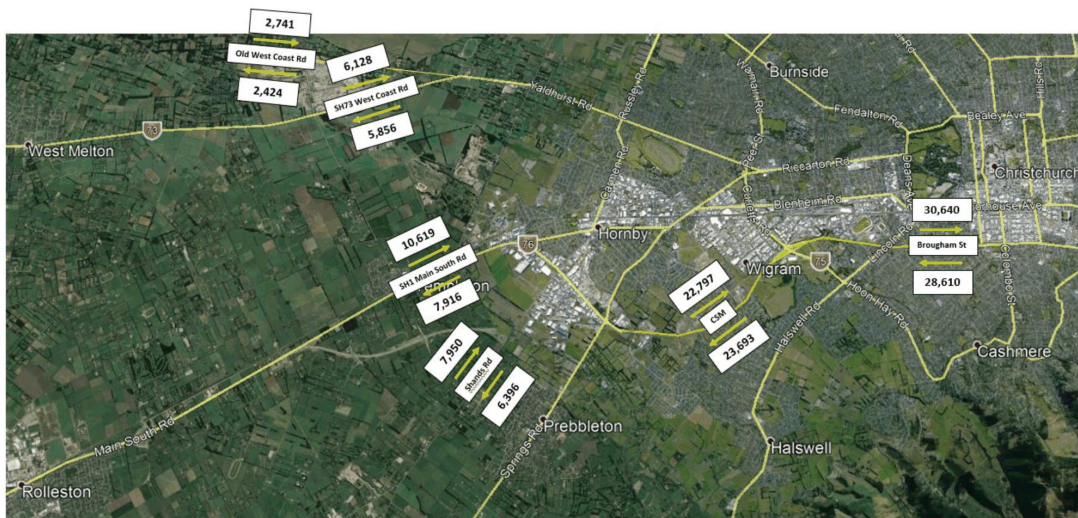 2,741
Old West Coast Rd
2,424
6,128
SH73 West Coast Rd
5,856
73
West Melton
Yaldhurst Rd
Russley Rd
Burnside
Fendalton Rd
Bealey Ave
Hills Rd
Peer St
Riccarton Rd
Deans Ave
Christchurch
Blenheim Rd
Carmen Rd
30,640
Brougham St
28,610
10,619
SH1 Main South Rd
7,916
76
Hornby
Wigram
75
Lincoln Rd
Hoon Hay Rd
Colombo St
22,797
CSM
23,693
Halswell Rd
Cashmere
7,950
Shands Rd
6,396
Prebbleton
Springs Rd
Halswell
Main South Rd
Rolleston